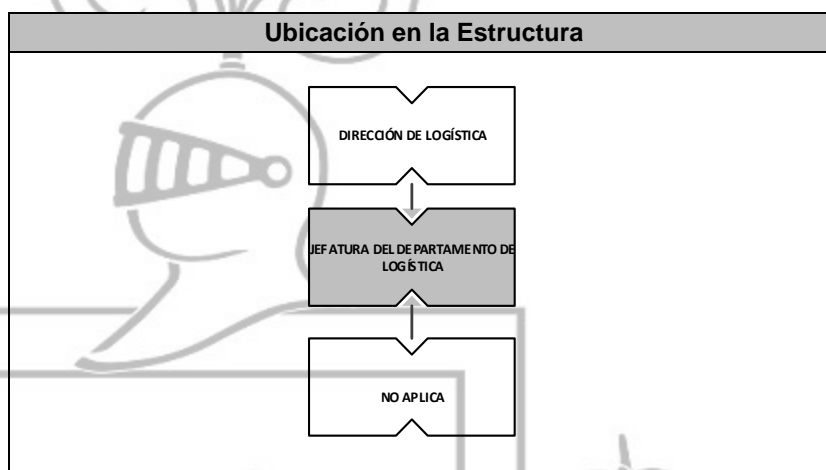 Ubicación en la Estructura
DIRECCIÓN DE LOGÍSTICA
JEFATURA DEL DEPARTAMENTO DE
LOGÍSTICA
NO APLICA